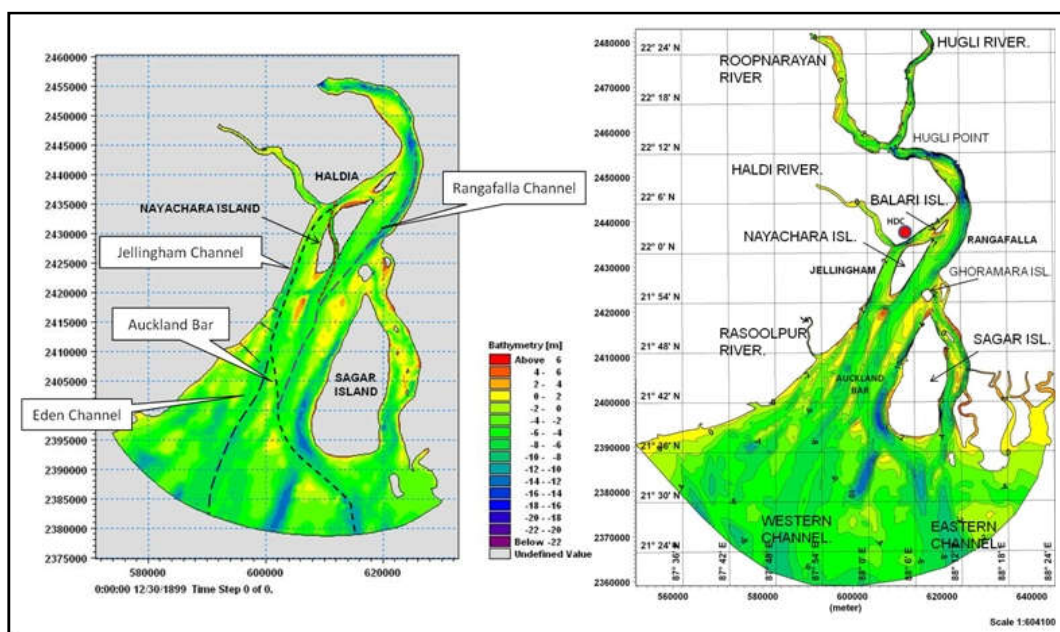 2460000
2455000
2450000
2445000
2440000
2435000
2430000
2425000
2420000
2415000
2410000
2405000
2400000
2395000
2390000
2385000
2380000
2375000
580000
600000
620000
0:00:00 12/30/1899 Time Step 0 of 0.
HALDIA
NAYACHARA ISLAND
Rangafalla Channel
Jellingham Channel
Auckland Bar
Eden Channel
SAGAR
ISLAND
Bathymetry [m]
Above 6
4 - 6
2 - 4
0 - 2
-2 - 0
-4 - -2
-6 - -4
-8 - -6
-10 - -8
-12 - -10
-14 - -12
-16 - -14
-18 - -16
-20 - -18
-22 - -20
Below -22
Undefined Value
2480000
2470000
2460000
2450000
2440000
2430000
2420000
2410000
2400000
2390000
2380000
2370000
2360000
22° 24' N
22° 18' N
22° 12' N
22° 6' N
22° 0' N
21° 54' N
21° 48' N
21° 42' N
21° 36' N
21° 30' N
21° 24' N
ROOPNARAYAN
RIVER
HUGLI RIVER.
HUGLI POINT
HALDI RIVER.
BALARI ISL.
HDC
NAYACHARA ISL.
RANGAFALLA
JELLINGHAM
GHORAMARA ISL.
RASOOLPUR
RIVER.
SAGAR ISL.
AUCKLAND
BAR
WESTERN
CHANNEL.
EASTERN
CHANNEL.
87° 36' E
87° 42' E
87° 48' E
87° 54' E
88° 0' E
88° 6' E
88° 12' E
88° 18' E
88° 24' E
560000
580000
600000
620000
640000
(meter)
Scale 1:604100